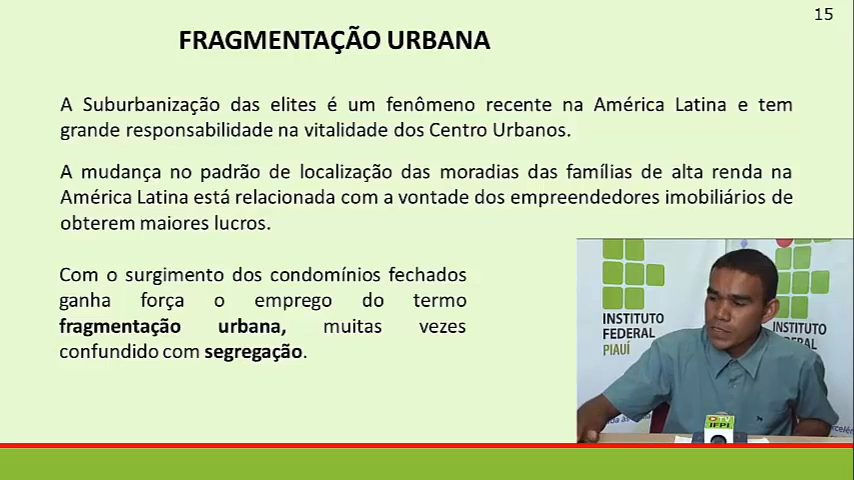 15
FRAGMENTAÇÃO URBANA
A Suburbanização das elites é um fenômeno recente na América Latina e tem
grande responsabilidade na vitalidade dos Centro Urbanos.
A mudança no padrão de localização das moradias das famílias de alta renda na
América Latina está relacionada com a vontade dos empreendedores imobiliários de
obterem maiores lucros.
Com o surgimento dos condomínios fechados
ganha força o emprego do termo
fragmentação urbana, muitas vezes
confundido com segregação.
INSTITUTO
FEDERAL
PIAUÍ
INSTITUTO
TV
IFPI